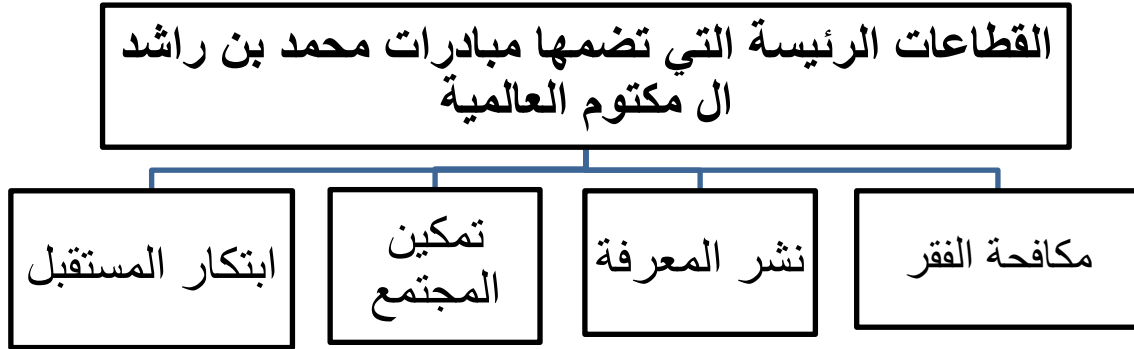 القطاعات الرئيسة التي تضمها مبادرات محمد بن راشد
ال مكتوم العالمية
مكافحة الفقر
نشر المعرفة
تمكين
المجتمع
ابتكار المستقبل